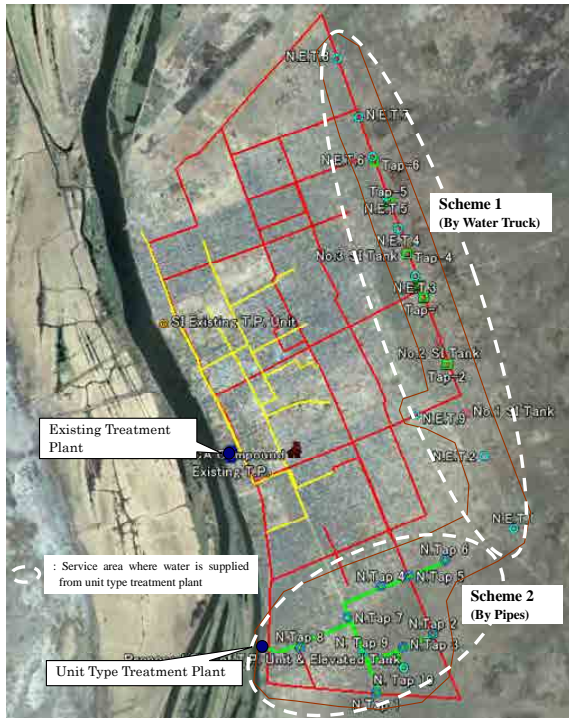 N.E.T.8
N.E.T.7
N.E.T.6
Tap-6
Tap-5
N.E.T.5
Scheme 1
(By Water Truck)
N.E.T.4
No.3 SI Tank
Tap-4
N.E.T.3
Tap-
SI Existing T.P. Unit
No.2 SI Tank
Tap-2
N.E.T.9
No.1 SI Tank
Existing Treatment
Plant
Compound
Existing T.P.
N.E.T.2
N.E.T.1
: Service area where water is supplied
from unit type treatment plant
N.Tap 6
N.Tap 4
N.Tap 5
Scheme 2
(By Pipes)
N.Tap 7
N.Tap 2
N.Tap 8
N. Tap 9
N.Tap 3
Unit & Elevated Tank
Unit Type Treatment Plant
N. Tap 10